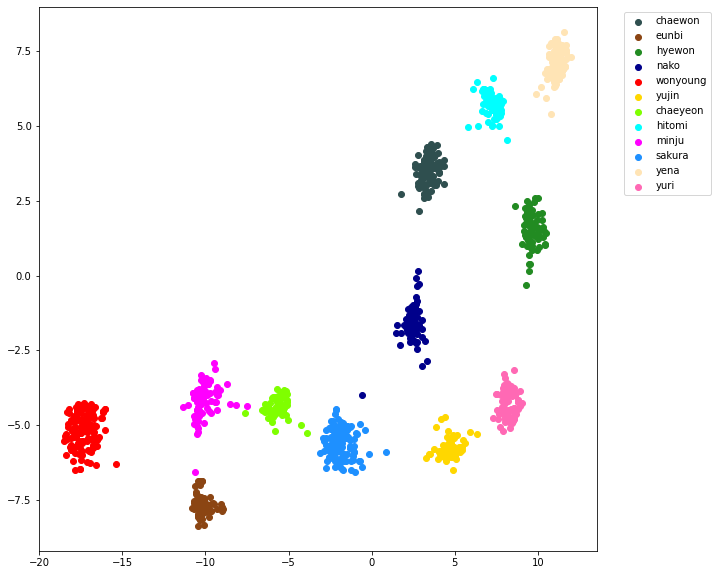 chaewon
eunbi
hyewon
nako
wonyoung
yujin
chaeyeon
hitomi
minju
sakura
yena
yuri
7.5
5.0
2.5
0.0
−2.5
−5.0
−7.5
−20 −15 −10 −5 0 5 10